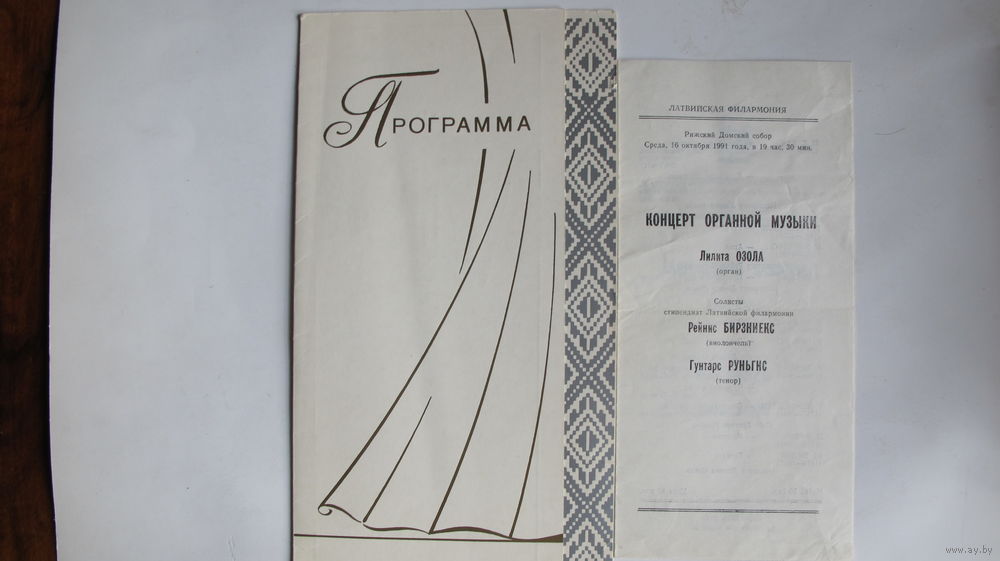 ПРОГРАММА
ЛАТВИЙСКАЯ ФИЛАРМОНИЯ
Рижский Домский собор
Среда, 16 октября 1991 года, в 19 час. 30 мин.
КОНЦЕРТ ОРГАННОЙ МУЗЫКИ
Лилита ОЗОЛА
(орган)
Солисты
стипендиат Латвийской филармонии
Рейнис БИРЗНИЕКС
(виолончель)
Гунтарс РУНЬГИС
(тенор)
www.ay.by